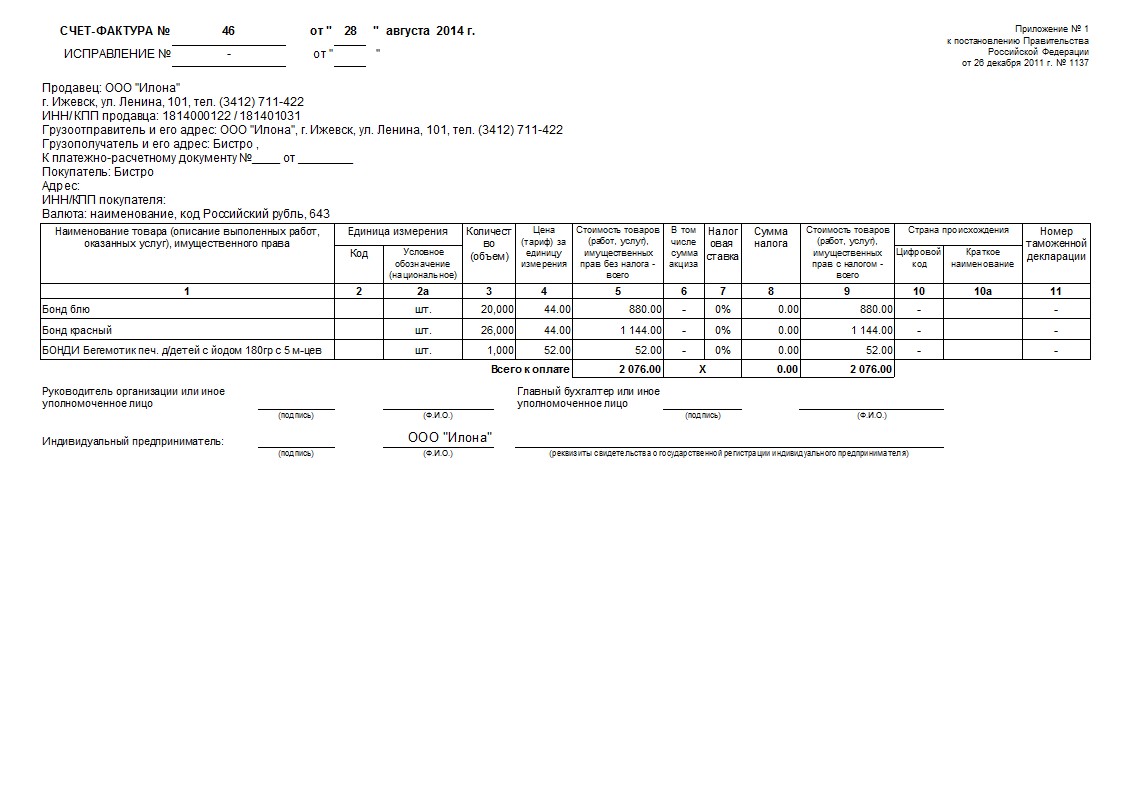 СЧЕТ-ФАКТУРА № 46 от " 28 " августа 2014 г.
ИСПРАВЛЕНИЕ № - от " "
Приложение № 1
к постановлению Правительства
Российской Федерации
от 26 декабря 2011 г. № 1137
Продавец: ООО "Илона"
г. Ижевск, ул. Ленина, 101, тел. (3412) 711-422
ИНН/КПП продавца: 1814000122 / 181401031
Грузоотправитель и его адрес: ООО "Илона", г. Ижевск, ул. Ленина, 101, тел. (3412) 711-422
Грузополучатель и его адрес: Бистро ,
К платежно-расчетному документу №____ от ________
Покупатель: Бистро
Адрес:
ИНН/КПП покупателя:
Валюта: наименование, код Российский рубль, 643
Наименование товара (описание выполенных работ,
оказанных услуг), имущественного права
Единица измерения
Код
Условное
обозначение
(национальное)
Количест
во
(объем)
Цена
(тариф) за
единицу
измерения
Стоимость товаров
(работ, услуг),
имущественных
прав без налога -
всего
В том
числе
сумма
акциза
Налог
овая
ставка
Сумма
налога
Стоимость товаров
(работ, услуг),
имущественных
прав с налогом -
всего
Страна происхождения
Цифровой
код
Краткое
наименование
Номер
таможенной
декларации
1 2 2а 3 4 5 6 7 8 9 10 10а 11
Бонд блю шт. 20,000 44.00 880.00 - 0% 0.00 880.00 - -
Бонд красный шт. 26,000 44.00 1 144.00 - 0% 0.00 1 144.00 - -
БОНДИ Бегемотик печ. д/детей с йодом 180гр с 5 м-цев шт. 1,000 52.00 52.00 - 0% 0.00 52.00 - -
Всего к оплате 2 076.00 Х 0.00 2 076.00
Руководитель организации или иное
уполномоченное лицо
(подпись) (Ф.И.О.)
Главный бухгалтер или иное
уполномоченное лицо
(подпись) (Ф.И.О.)
Индивидуальный предприниматель: ООО "Илона"
(подпись) (Ф.И.О.) (реквизиты свидетельства о государственной регистрации индивидуального предпринимателя)